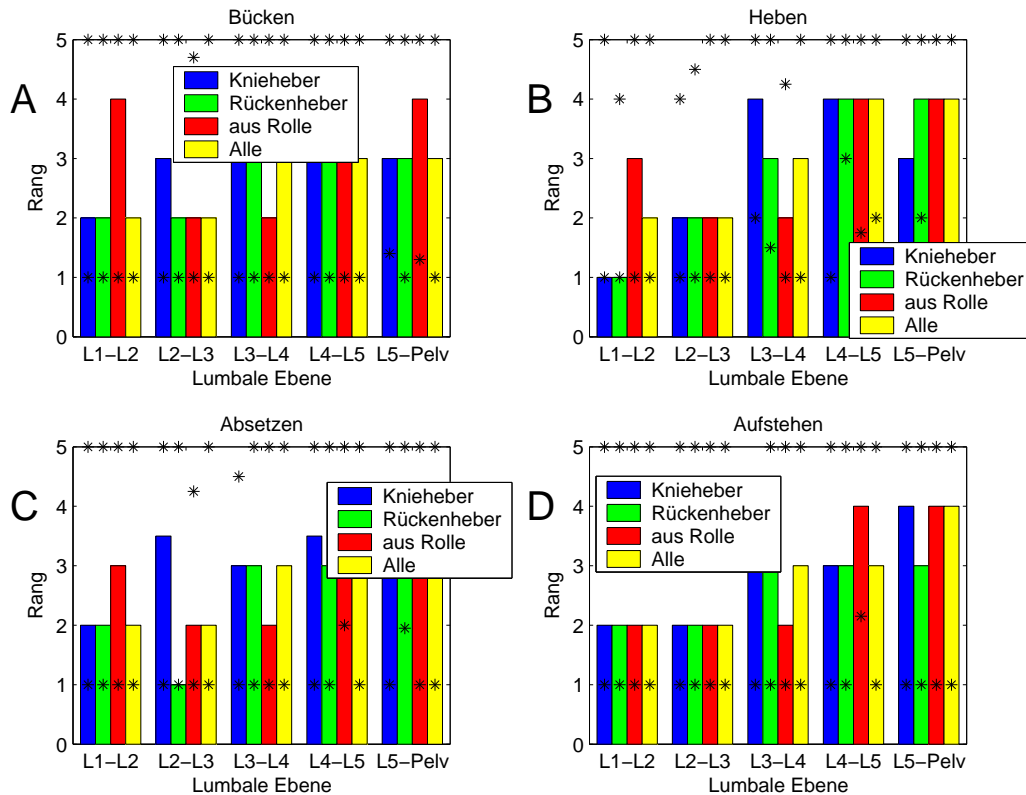 Bücken
A
5
4
3
2
1
0
Rang
Knieheber
Rückenheber
aus Rolle
Alle
L1−L2 L2−L3 L3−L4 L4−L5 L5−Pelv
Lumbale Ebene
Heben
B
5
4
3
2
1
0
Rang
Knieheber
Rückenheber
aus Rolle
Alle
L1−L2 L2−L3 L3−L4 L4−L5 L5−Pelv
Lumbale Ebene
Absetzen
C
5
4
3
2
1
0
Rang
Knieheber
Rückenheber
aus Rolle
Alle
L1−L2 L2−L3 L3−L4 L4−L5 L5−Pelv
Lumbale Ebene
Aufstehen
D
5
4
3
2
1
0
Rang
Knieheber
Rückenheber
aus Rolle
Alle
L1−L2 L2−L3 L3−L4 L4−L5 L5−Pelv
Lumbale Ebene